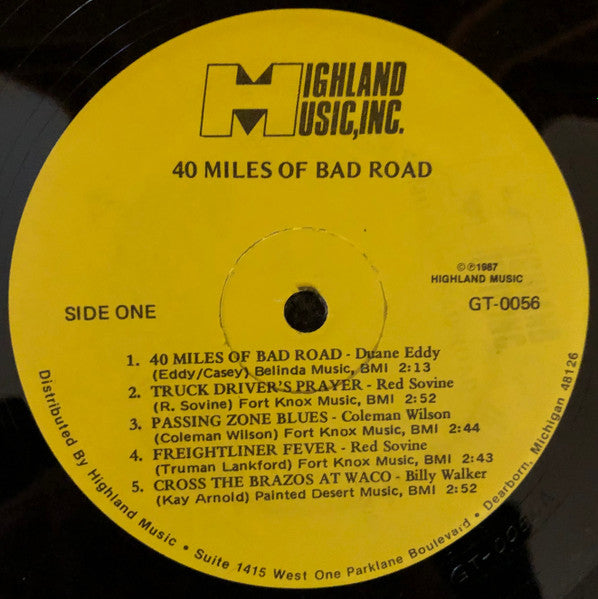 HIGHLAND
MUSIC, INC.
40 MILES OF BAD ROAD
©℗1987
HIGHLAND MUSIC
SIDE ONE
GT-0056
1. 40 MILES OF BAD ROAD - Duane Eddy
(Eddy/Casey) Belinda Music, BMI 2:13
2. TRUCK DRIVER'S PRAYER - Red Sovine
(R. Sovine) Fort Knox Music, BMI 2:52
3. PASSING ZONE BLUES - Coleman Wilson
(Coleman Wilson) Fort Knox Music, BMI 2:44
4. FREIGHTLINER FEVER - Red Sovine
(Truman Lankford) Fort Knox Music, BMI 2:43
5. CROSS THE BRAZOS AT WACO - Billy Walker
(Kay Arnold) Painted Desert Music, BMI 2:52
Distributed By Highland Music • Suite 1415 West One Parklane Boulevard • Dearborn, Michigan 48126